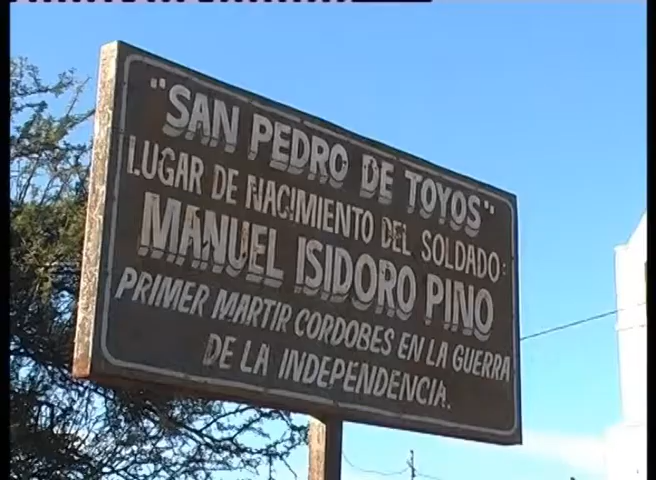 "SAN PEDRO DE TOYOS"
LUGAR DE NACIMIENTO DEL SOLDADO:
MANUEL ISIDORO PINO
PRIMER MARTIR CORDOBES EN LA GUERRA
DE LA INDEPENDENCIA.